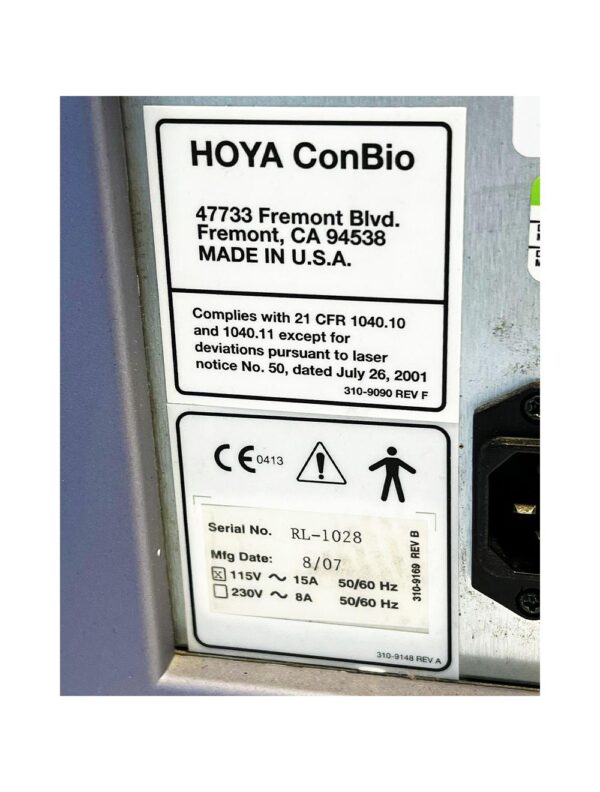 HOYA ConBio
47733 Fremont Blvd.
Fremont, CA 94538
MADE IN U.S.A.
Complies with 21 CFR 1040.10
and 1040.11 except for
deviations pursuant to laser
notice No. 50, dated July 26, 2001
310-9090 REV F
CE 0413
Serial No. RL-1028
Mfg Date: 8/07
☒ 115V ~ 15A 50/60 Hz
☐ 230V ~ 8A 50/60 Hz
310-9169 REV B
310-9148 REV A